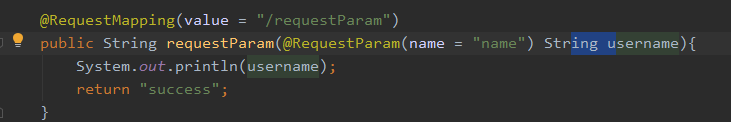 @RequestMapping(value = "/requestParam")
public String requestParam(@RequestParam(name = "name") String username){
System.out.println(username);
return "success";
}